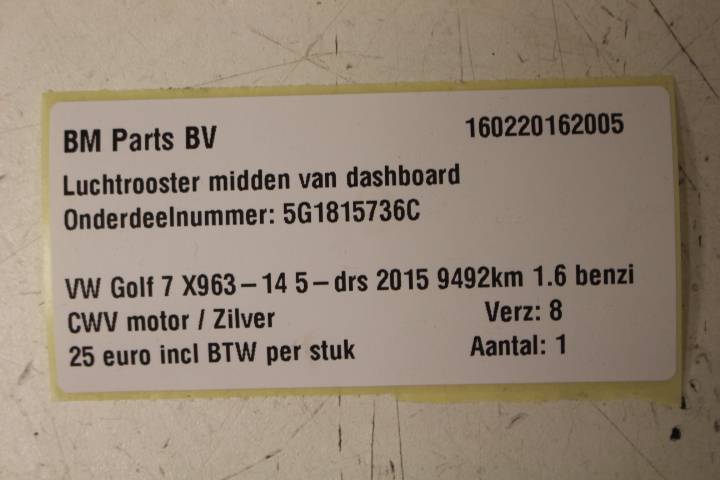 BM Parts BV 160220162005
Luchtrooster midden van dashboard
Onderdeelnummer: 5G1815736C
VW Golf 7 X963-14 5-drs 2015 9492km 1.6 benzi
CWV motor / Zilver Verz: 8
25 euro incl BTW per stuk Aantal: 1